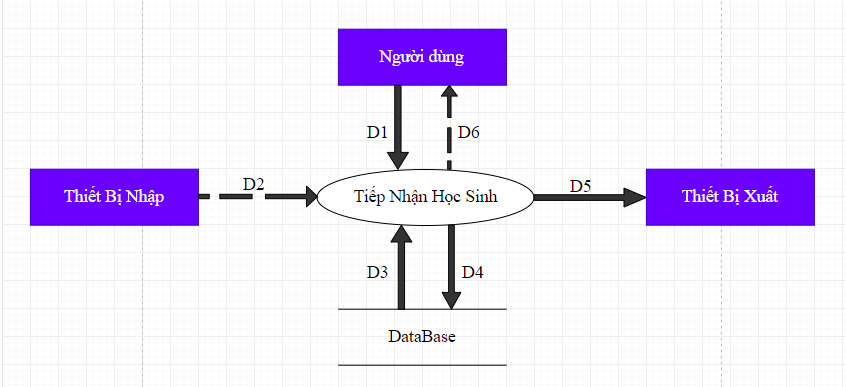 Người dùng
D1
D6
Thiết Bị Nhập
D2
Tiếp Nhận Học Sinh
D5
Thiết Bị Xuất
D3
D4
DataBase